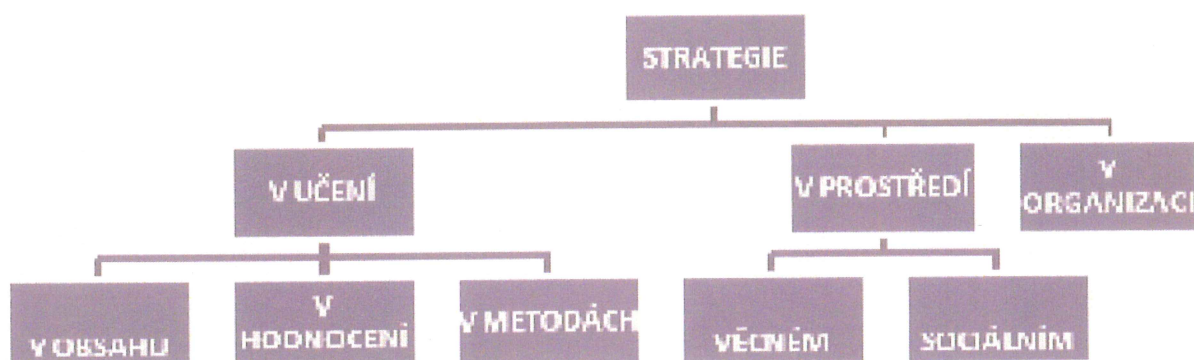 STRATEGIE
V UČENÍ
V PROSTŘEDÍ
V
ORGANIZACI
V OBSAHU
V
HODNOCENÍ
V METODÁCH
VĚCNÉM
SOCIÁLNÍM